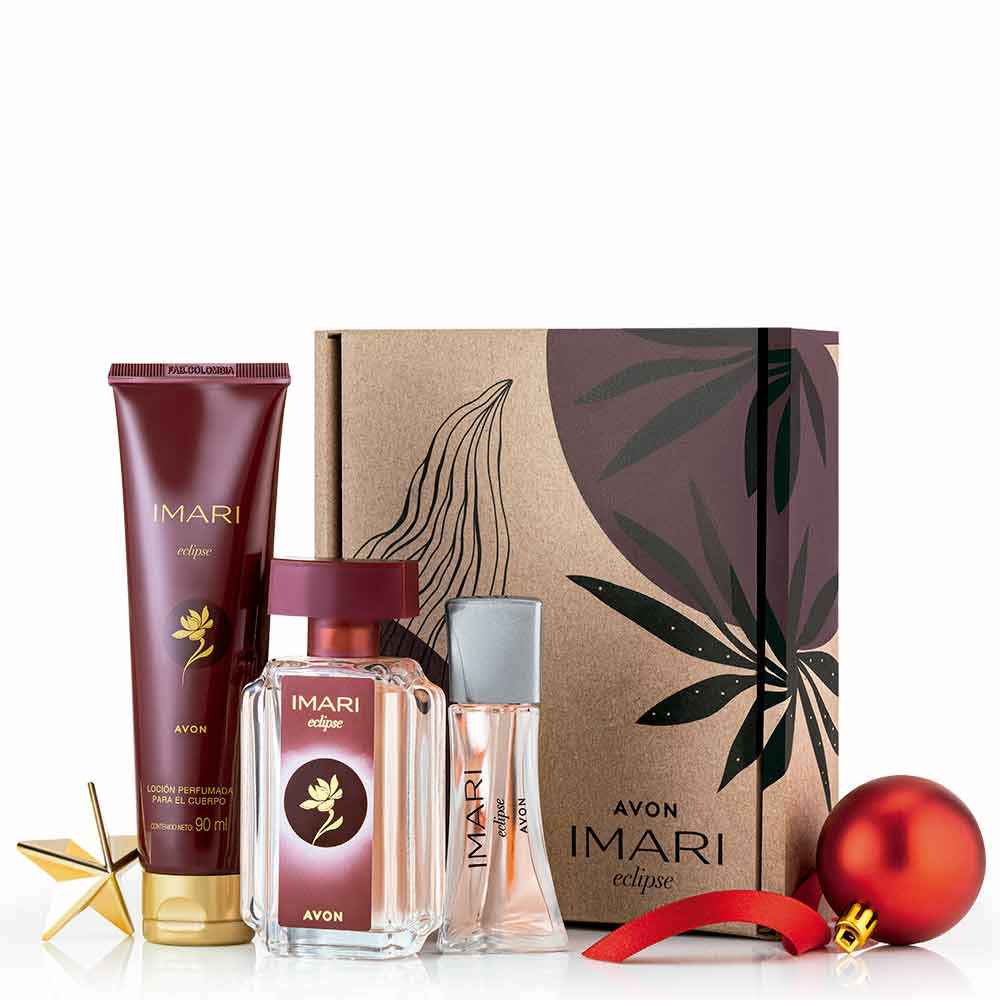 FAB.COLOMBIA
IMARI
eclipse
AVON
LOCIÓN PERFUMADA
PARA EL CUERPO
CONTENIDO NETO: 90 ml
IMARI
eclipse
AVON
IMARI
eclipse
AVON
AVON
IMARI
eclipse